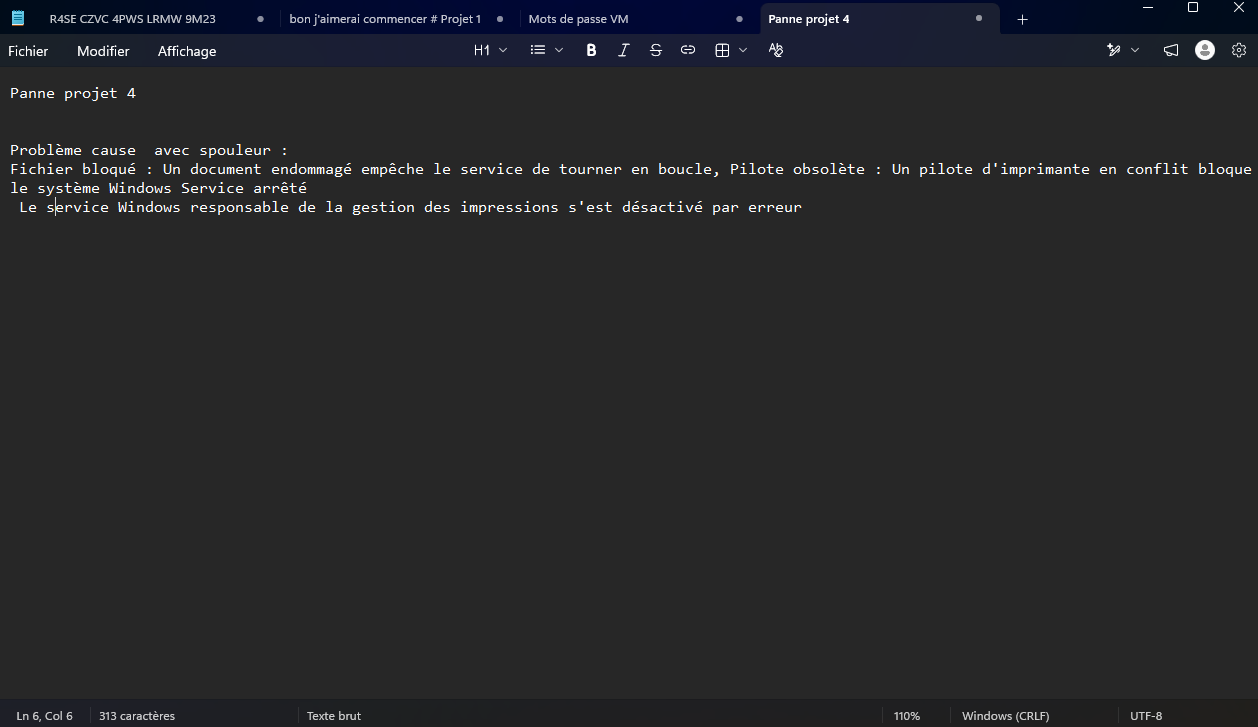 R4SE CZVC 4PWS LRMW 9M23
bon j'aimerai commencer # Projet 1
Mots de passe VM
Panne projet 4
Fichier Modifier Affichage
H1
Panne projet 4
Problème cause  avec spouleur :
Fichier bloqué : Un document endommagé empêche le service de tourner en boucle, Pilote obsolète : Un pilote d'imprimante en conflit bloque
le système Windows Service arrêté
Le service Windows responsable de la gestion des impressions s'est désactivé par erreur
Ln 6, Col 6 313 caractères Texte brut 110% Windows (CRLF) UTF-8